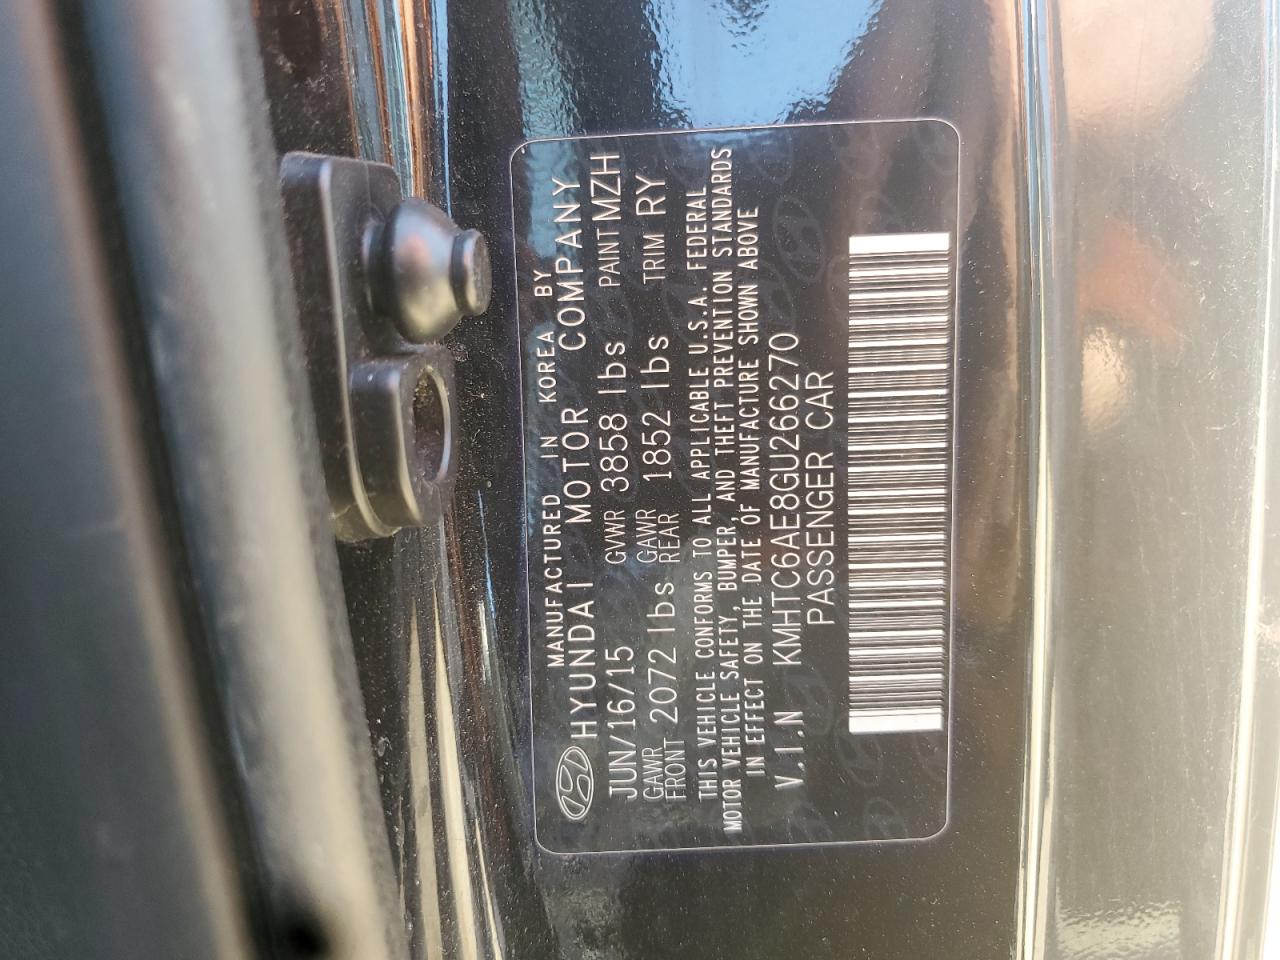 MANUFACTURED IN KOREA BY
HYUNDAI MOTOR COMPANY
JUN/16/15 GVWR 3858 lbs PAINT MZH
GAWR FRONT 2072 lbs GAWR REAR 1852 lbs TRIM RY
THIS VEHICLE CONFORMS TO ALL APPLICABLE U.S.A. FEDERAL
MOTOR VEHICLE SAFETY, BUMPER, AND THEFT PREVENTION STANDARDS
IN EFFECT ON THE DATE OF MANUFACTURE SHOWN ABOVE
V.I.N KMHTC6AE8GU266270
PASSENGER CAR